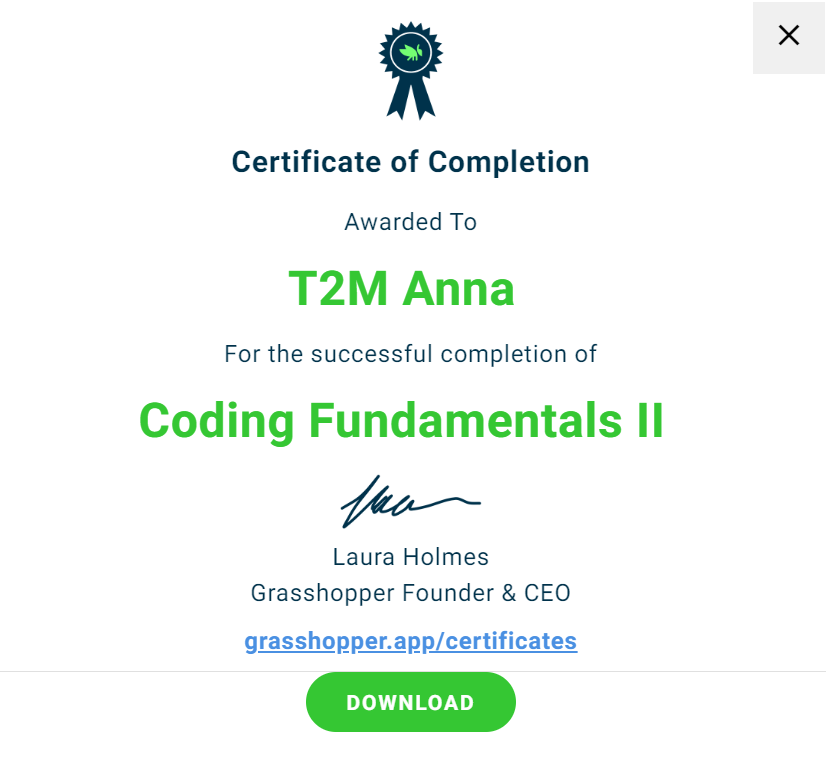 Certificate of Completion
Awarded To
T2M Anna
For the successful completion of
Coding Fundamentals II
Laura Holmes
Grasshopper Founder & CEO
grasshopper.app/certificates
DOWNLOAD